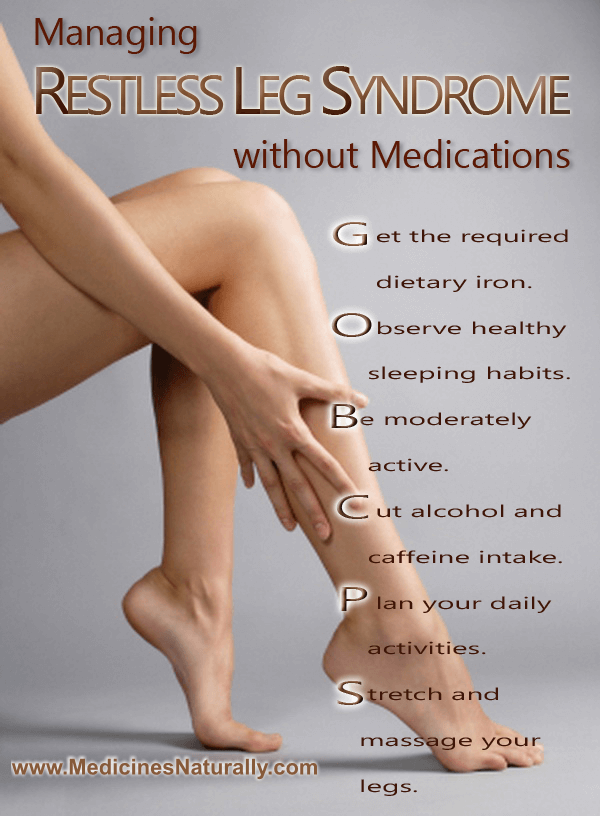 Managing
RESTLESS LEG SYNDROME
without Medications
Get the required
dietary iron.
Observe healthy
sleeping habits.
Be moderately
active.
Cut alcohol and
caffeine intake.
Plan your daily
activities.
Stretch and
massage your
legs.
www.MedicinesNaturally.com